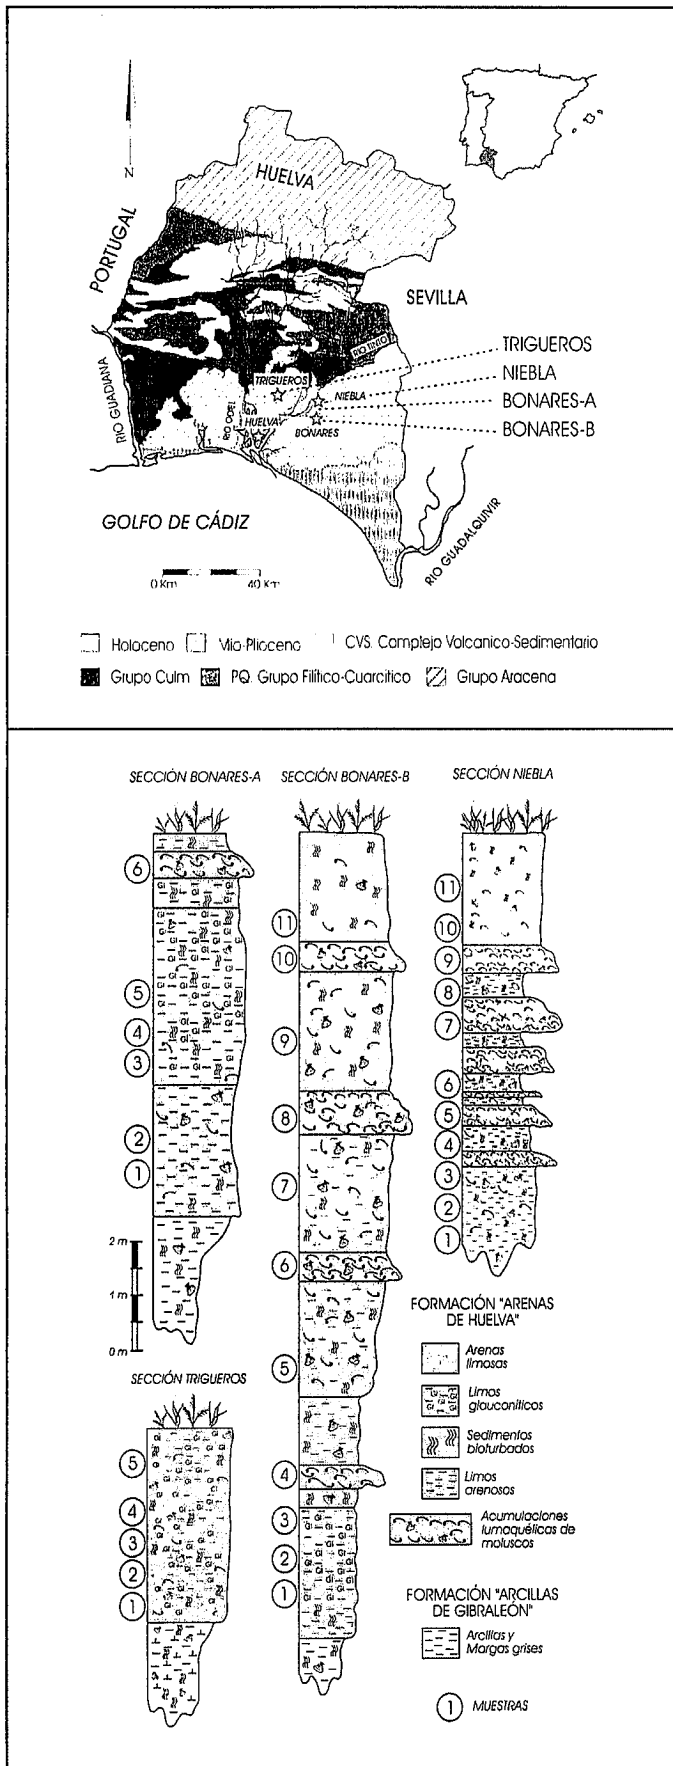 N
PORTUGAL
HUELVA
SEVILLA
RIO TINTO
TRIGUEROS
NIEBLA
BONARES-A
BONARES-B
TRIGUEROS
NIEBLA
BONARES
HUELVA
RIO GUADIANA
RIO ODIEL
GOLFO DE CÁDIZ
RIO GUADALQUIVIR
0 Km 40 Km
Holoceno Mio-Plioceno CVS. Complejo Volcanico-Sedimentario
Grupo Culm PQ. Grupo Filítico-Cuarcitico Grupo Aracena
SECCIÓN BONARES-A
6
5
4
3
2
1
2 m
1 m
0 m
SECCIÓN BONARES-B
11
10
9
8
7
6
5
4
3
2
1
SECCIÓN NIEBLA
11
10
9
8
7
6
5
4
3
2
1
SECCIÓN TRIGUEROS
5
4
3
2
1
FORMACIÓN "ARENAS
DE HUELVA"
Arenas
limosas
Limos
glauconíticos
Sedimentos
bioturbados
Limos
arenosos
Acumulaciones
lumaquélicas de
moluscos
FORMACIÓN "ARCILLAS
DE GIBRALEÓN"
Arcillas y
Margas grises
1 MUESTRAS